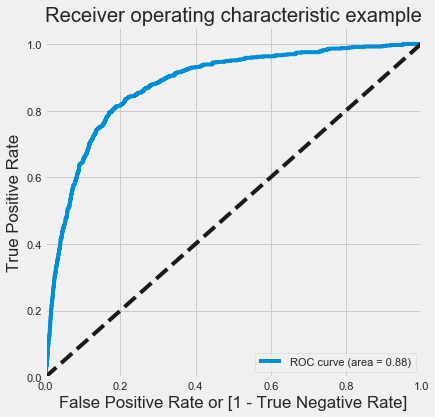 Receiver operating characteristic example
True Positive Rate
1.0
0.8
0.6
0.4
0.2
0.0
ROC curve (area = 0.88)
0.0 0.2 0.4 0.6 0.8 1.0
False Positive Rate or [1 - True Negative Rate]